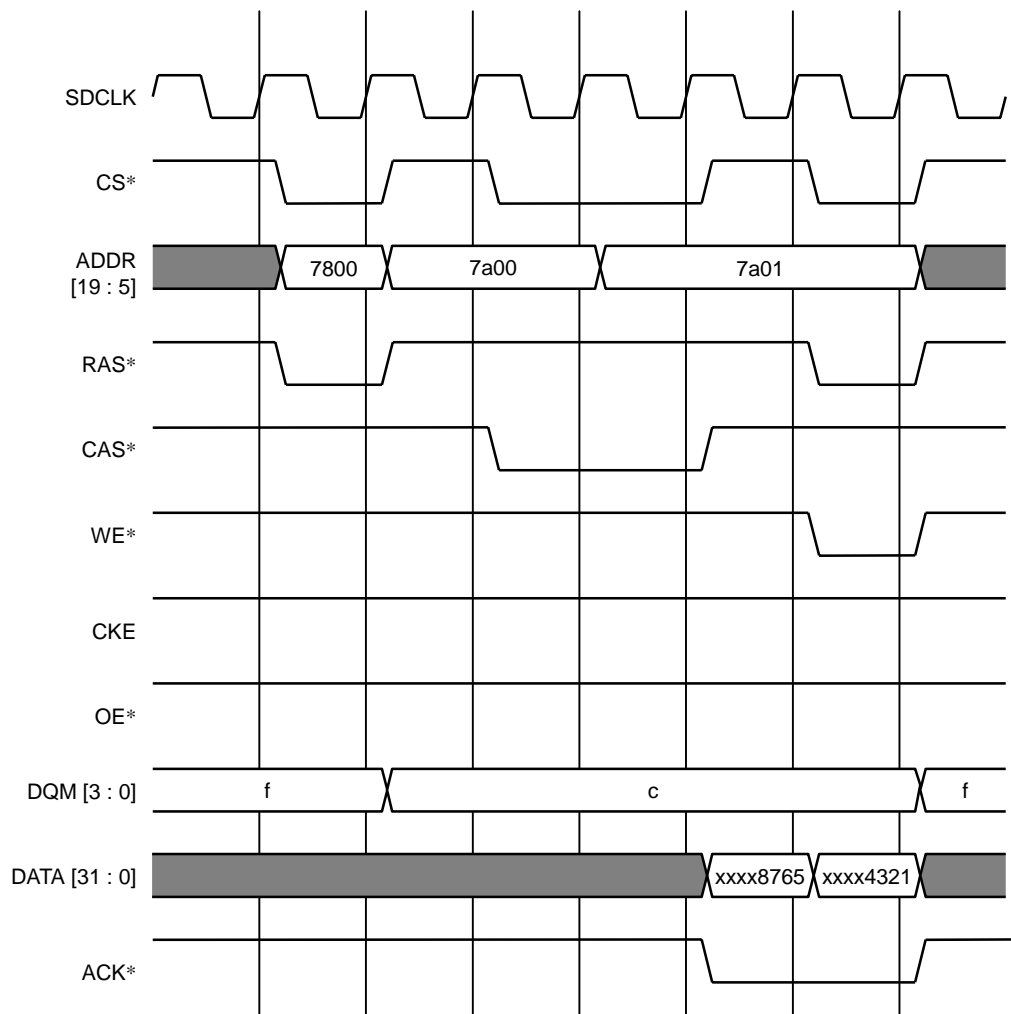 SDCLK
CS*
ADDR
[19 : 5]
7800
7a00
7a01
RAS*
CAS*
WE*
CKE
OE*
DQM [3 : 0]
f
c
f
DATA [31 : 0]
xxxx8765
xxxx4321
ACK*